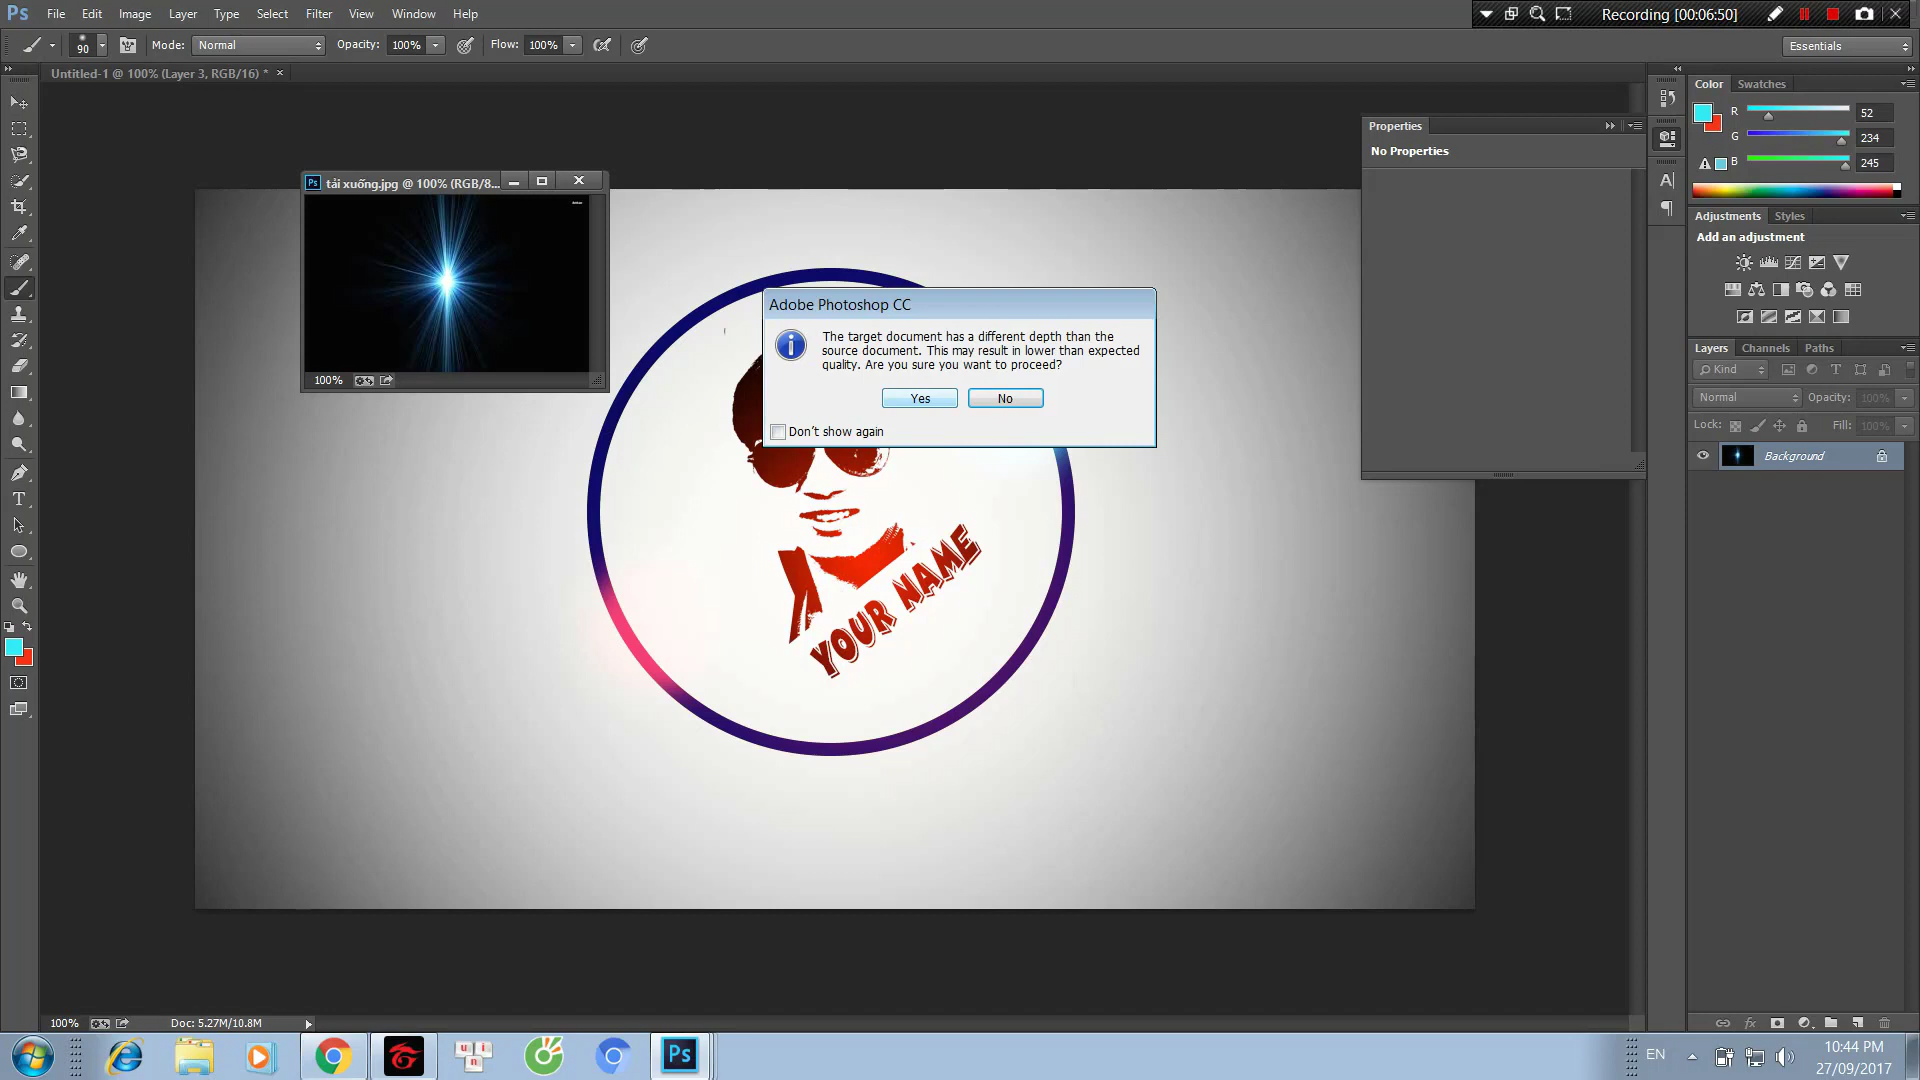 Ps File Edit Image Layer Type Select Filter View Window Help
Recording [00:06:50]
90 Mode: Normal Opacity: 100% Flow: 100%
Essentials
Untitled-1 @ 100% (Layer 3, RGB/16) * ×
Color Swatches
R 52
G 234
B 245
Properties
No Properties
A
Ps tải xuống.jpg @ 100% (RGB/8...
100%
Adjustments Styles
Add an adjustment
Adobe Photoshop CC
The target document has a different depth than the
source document. This may result in lower than expected
quality. Are you sure you want to proceed?
Yes No
Don't show again
Layers Channels Paths
Kind
Normal Opacity: 100%
Lock: Fill: 100%
Background
T
YOUR NAME
100% Doc: 5.27M/10.8M
fx
u i n
Ps
EN
10:44 PM
27/09/2017